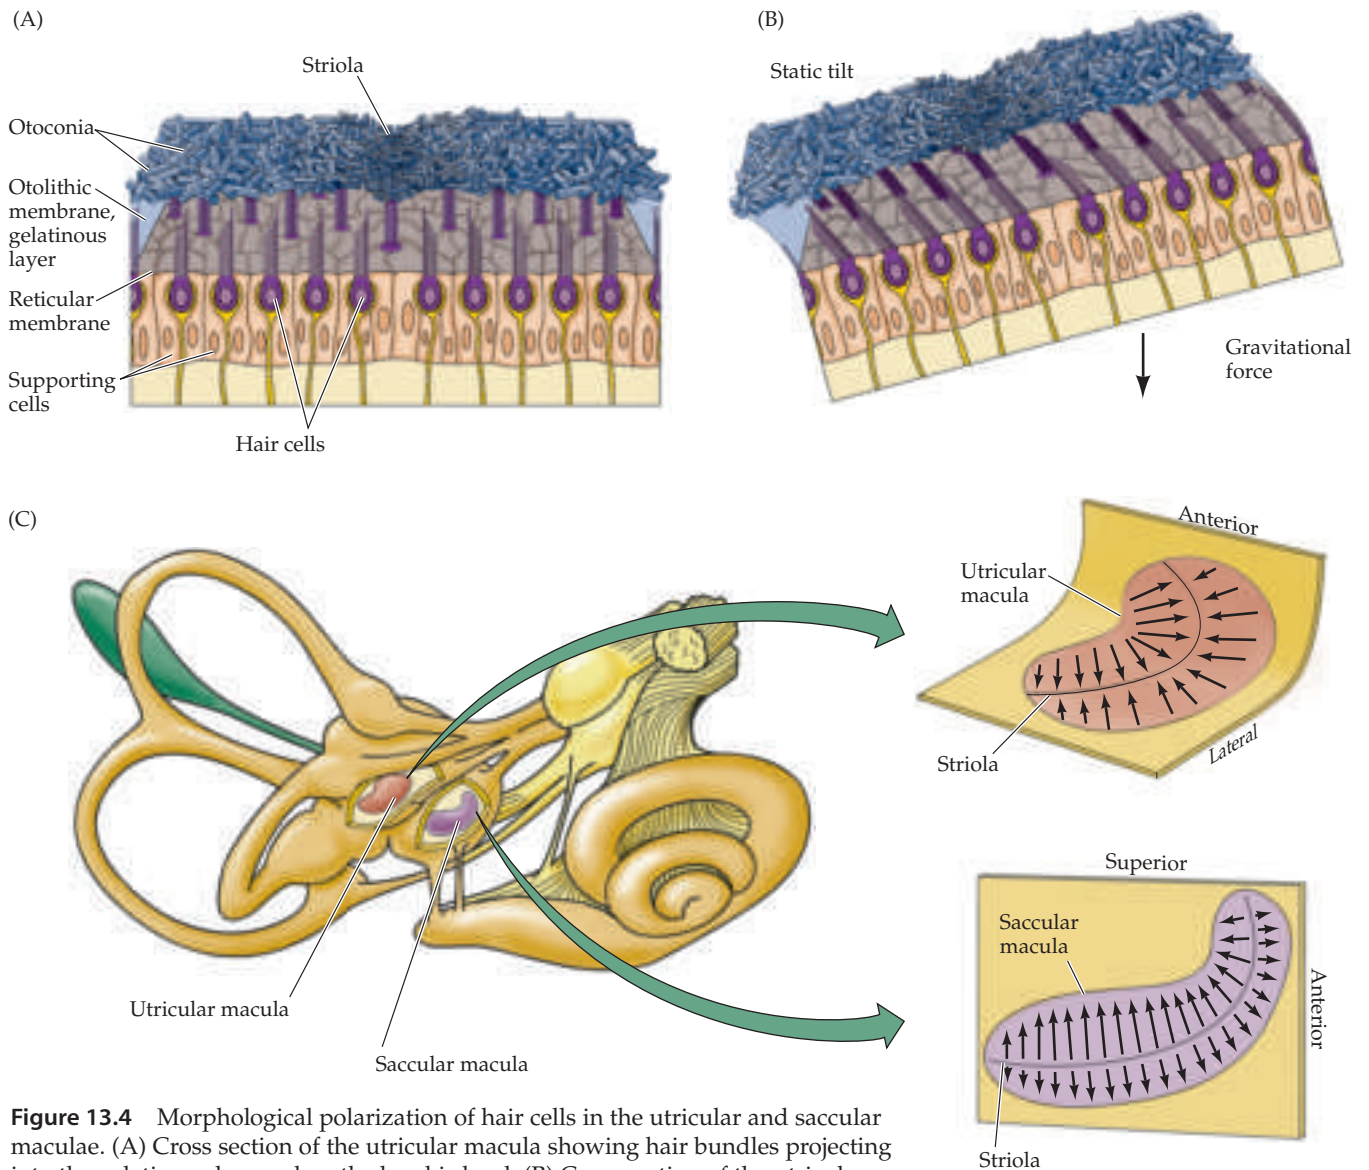 (A)
Striola
Otoconia
Otolithic
membrane,
gelatinous
layer
Reticular
membrane
Supporting
cells
Hair cells
(B)
Static tilt
Gravitational
force
(C)
Utricular macula
Saccular macula
Anterior
Utricular
macula
Striola
Lateral
Superior
Saccular
macula
Anterior
Striola
Figure 13.4 Morphological polarization of hair cells in the utricular and saccular
maculae. (A) Cross section of the utricular macula showing hair bundles projecting